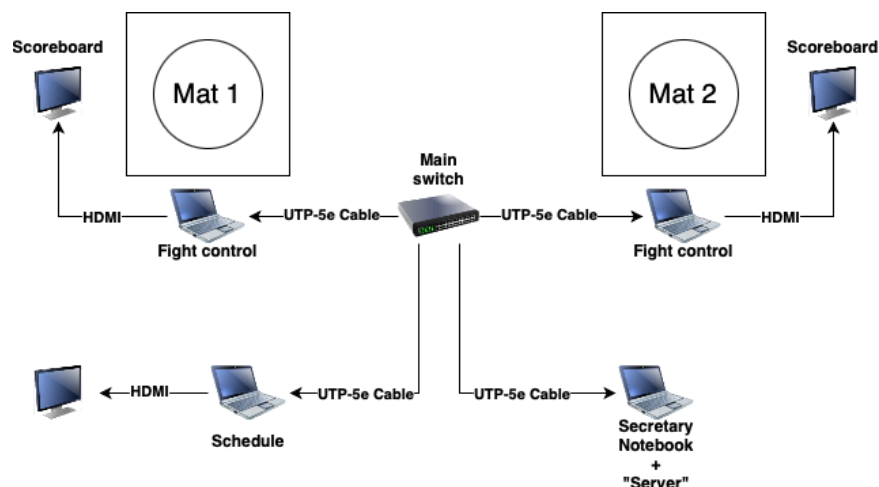 Scoreboard
Scoreboard
Mat 1
Mat 2
Main
switch
HDMI
UTP-5e Cable
UTP-5e Cable
HDMI
Fight control
Fight control
HDMI
UTP-5e Cable
UTP-5e Cable
Schedule
Secretary
Notebook
+
"Server"